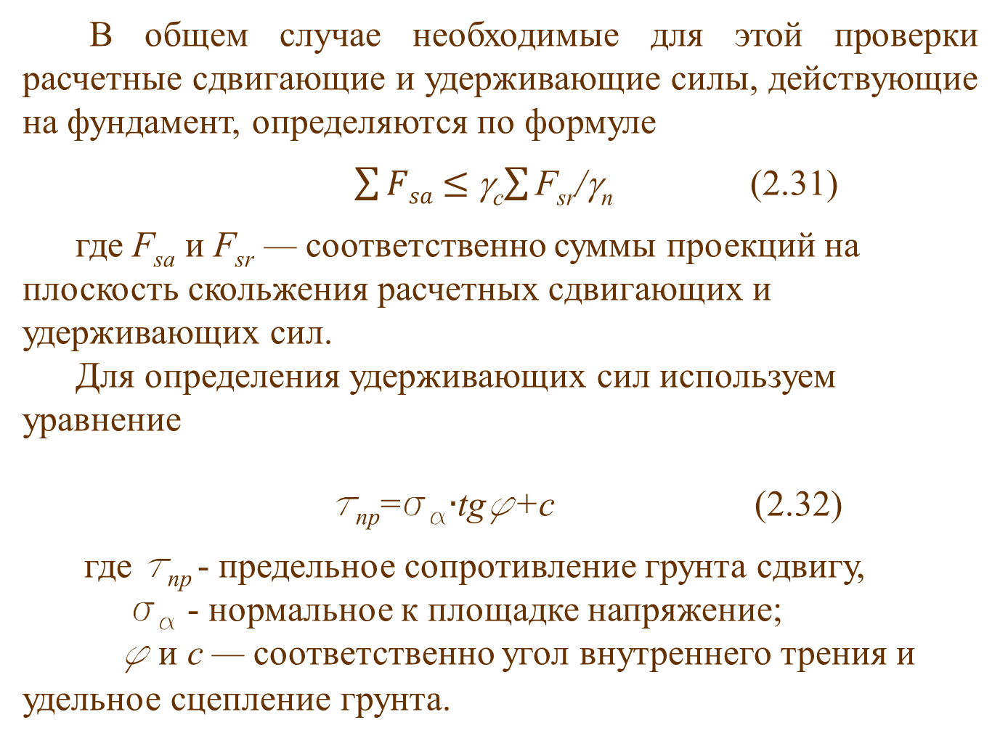 В общем случае необходимые для этой проверки
расчетные сдвигающие и удерживающие силы, действующие
на фундамент, определяются по формуле
∑ F_sa ≤ γ_c ∑ F_sr/γ_n (2.31)
где F_sa и F_sr — соответственно суммы проекций на
плоскость скольжения расчетных сдвигающих и
удерживающих сил.
Для определения удерживающих сил используем
уравнение
τ_пр=σ_α·tgφ+c (2.32)
где τ_пр - предельное сопротивление грунта сдвигу,
σ_α - нормальное к площадке напряжение;
φ и c — соответственно угол внутреннего трения и
удельное сцепление грунта.